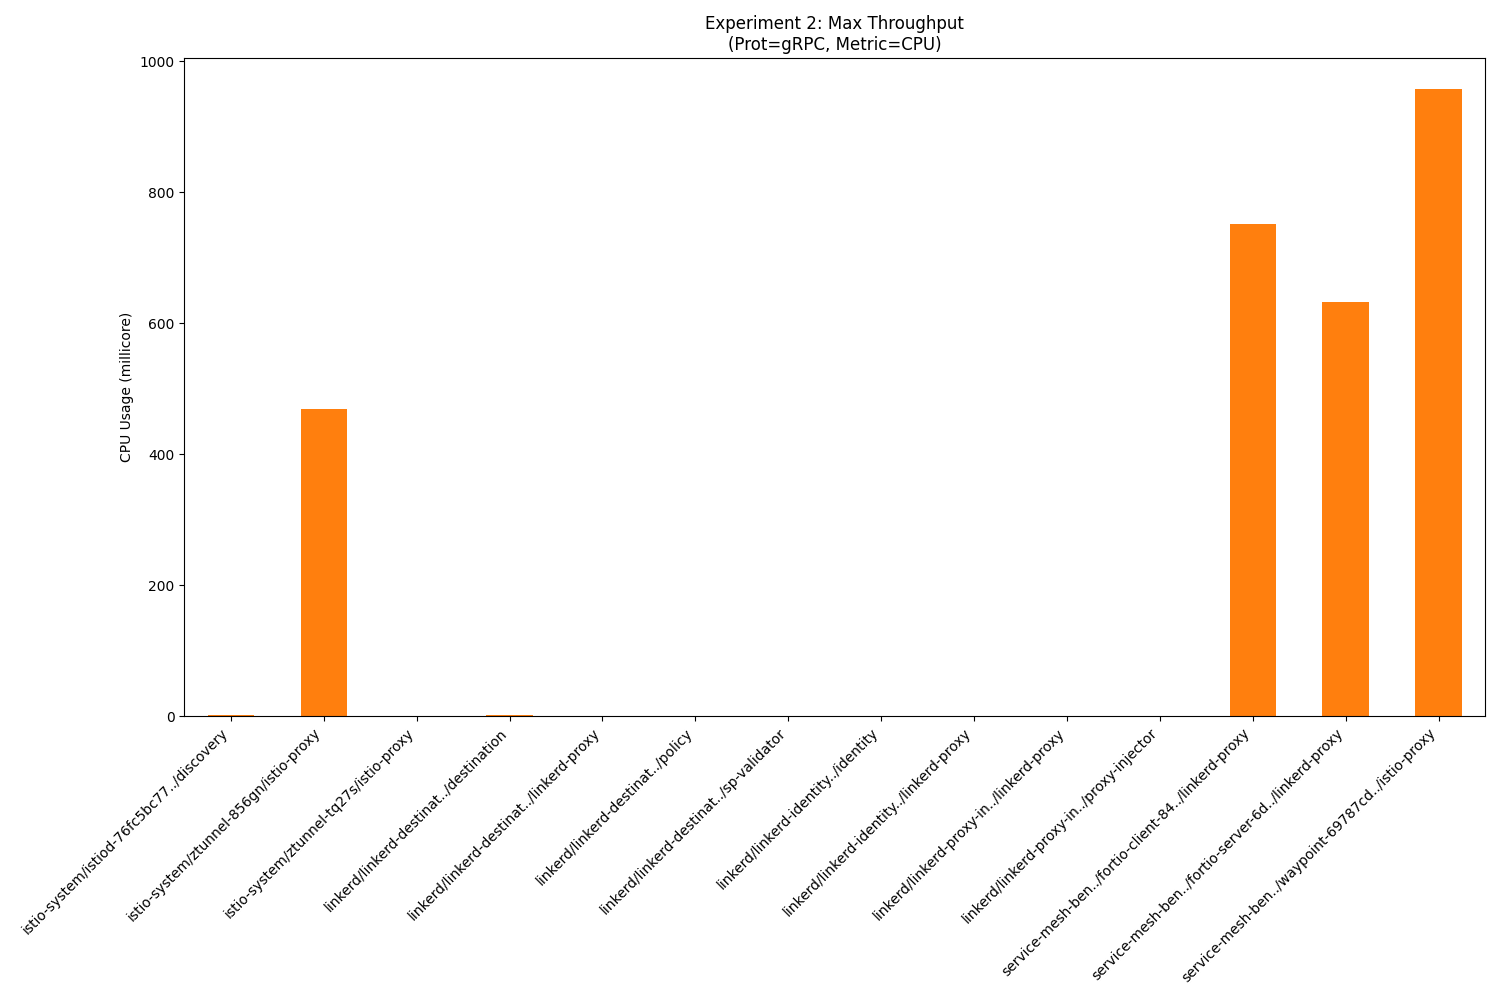 Experiment 2: Max Throughput
(Prot=gRPC, Metric=CPU)
1000
800
600
400
200
0
CPU Usage (millicore)
istio-system/istiod-76fc5bc77../discovery
istio-system/ztunnel-856gn/istio-proxy
istio-system/ztunnel-tq27s/istio-proxy
linkerd/linkerd-destinat../destination
linkerd/linkerd-destinat../linkerd-proxy
linkerd/linkerd-destinat../policy
linkerd/linkerd-destinat../sp-validator
linkerd/linkerd-identity../identity
linkerd/linkerd-identity../linkerd-proxy
linkerd/linkerd-proxy-in../linkerd-proxy
linkerd/linkerd-proxy-in../proxy-injector
service-mesh-ben../fortio-client-84../linkerd-proxy
service-mesh-ben../fortio-server-6d../linkerd-proxy
service-mesh-ben../waypoint-69787cd../istio-proxy